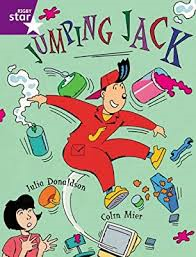 RIGBY
star
JUMPING JACK
Julia Donaldson
Colin Mier